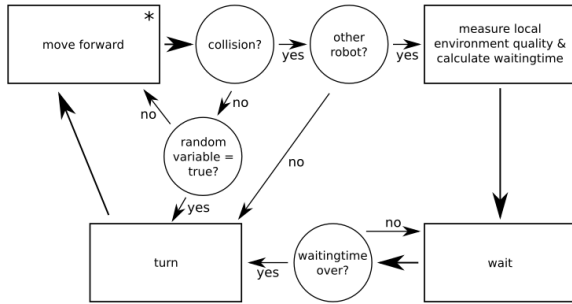 move forward
*
collision?
yes
other
robot?
yes
measure local
environment quality &
calculate waitingtime
no
no
random
variable =
true?
no
yes
turn
yes
waitingtime
over?
no
wait